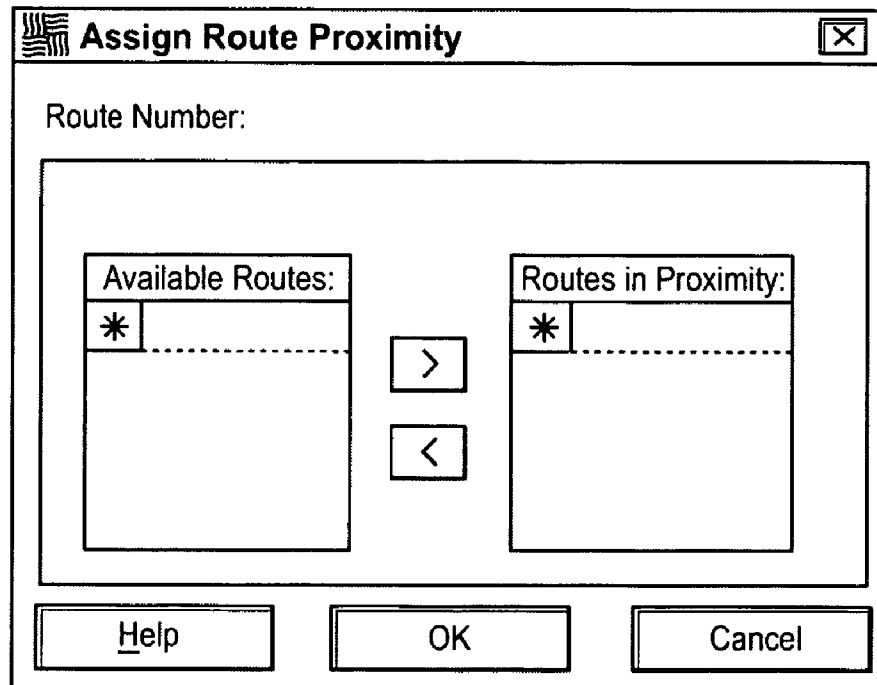 Assign Route Proximity
Route Number:
Available Routes:
Routes in Proximity:
*
*
>
<
Help
OK
Cancel